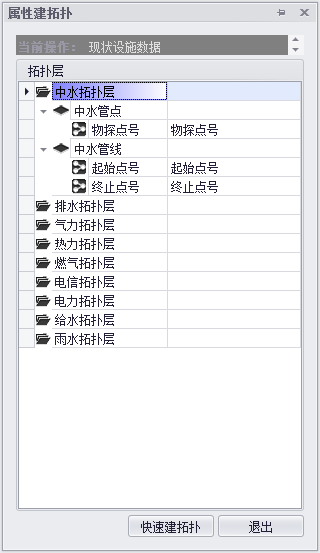 属性建拓扑
当前操作： 现状设施数据
拓扑层
中水拓扑层
中水管点
物探点号 物探点号
中水管线
起始点号 起始点号
终止点号 终止点号
排水拓扑层
气力拓扑层
热力拓扑层
燃气拓扑层
电信拓扑层
电力拓扑层
给水拓扑层
雨水拓扑层
快速建拓扑 退出